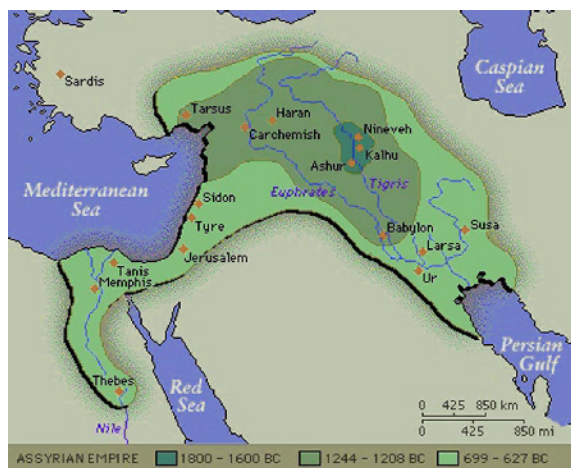 Caspian
Sea
Sardis
Tarsus
Haran
Carchemish
Nineveh
Kalhu
Ashur
Mediterranean
Sea
Sidon
Euphrates
Tigris
Tyre
Babylon
Susa
Larsa
Jerusalem
Tanis
Memphis
Ur
Persian
Gulf
Thebes
Red
Sea
Nile
0 425 850 km
0 425 850 mi
ASSYRIAN EMPIRE 1800 - 1600 BC 1244 - 1208 BC 699 - 627 BC